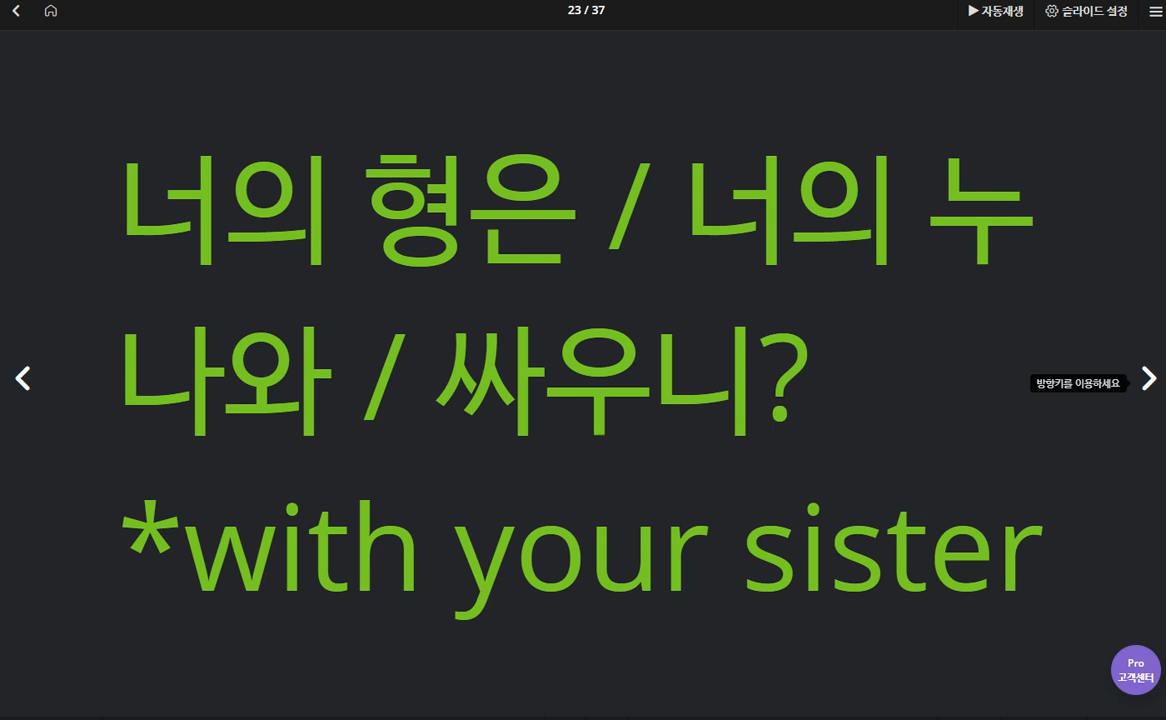 23 / 37
▶ 자동재생
슬라이드 설정
너의 형은 / 너의 누
나와 / 싸우니?
*with your sister
방향키를 이용하세요
Pro
고객센터